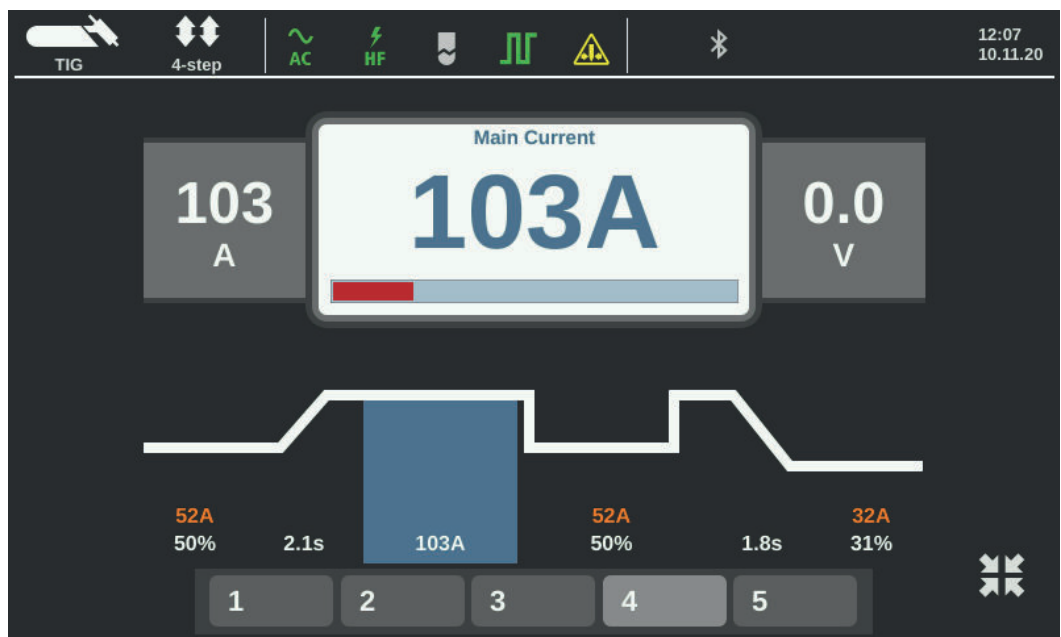 TIG
4-step
AC
HF
12:07
10.11.20
Main Current
103
A
103A
0.0
V
52A
52A
32A
50%
2.1s
103A
50%
1.8s
31%
1
2
3
4
5